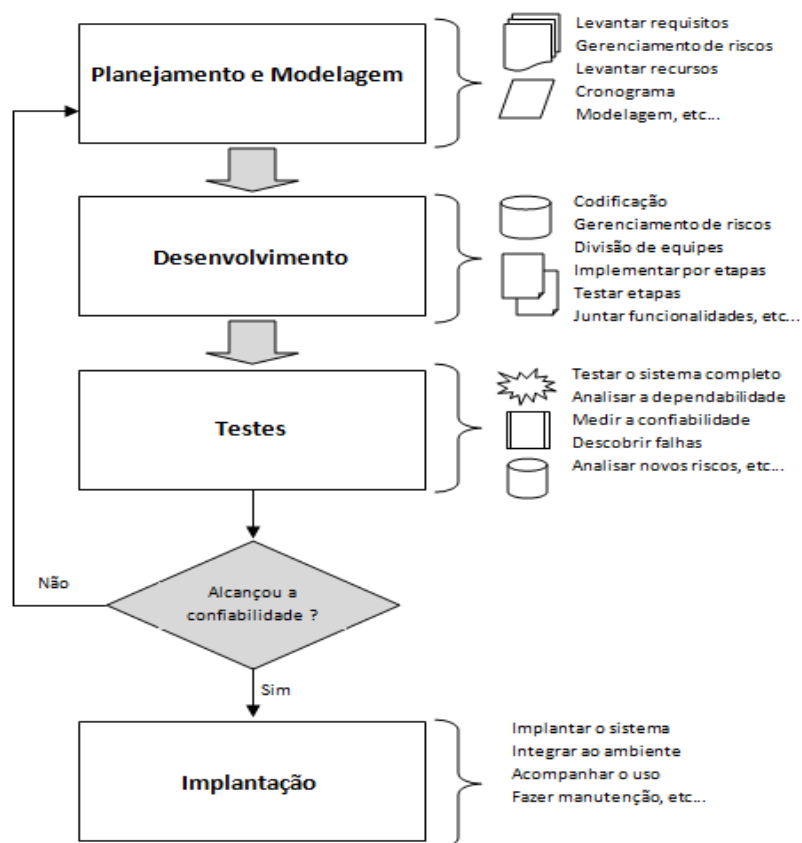 Planejamento e Modelagem
Levantar requisitos
Gerenciamento de riscos
Levantar recursos
Cronograma
Modelagem, etc...
Desenvolvimento
Codificação
Gerenciamento de riscos
Divisão de equipes
Implementar por etapas
Testar etapas
Juntar funcionalidades, etc...
Testes
Testar o sistema completo
Analisar a dependabilidade
Medir a confiabilidade
Descobrir falhas
Analisar novos riscos, etc...
Não
Alcançou a
confiabilidade ?
Sim
Implantação
Implantar o sistema
Integrar ao ambiente
Acompanhar o uso
Fazer manutenção, etc...